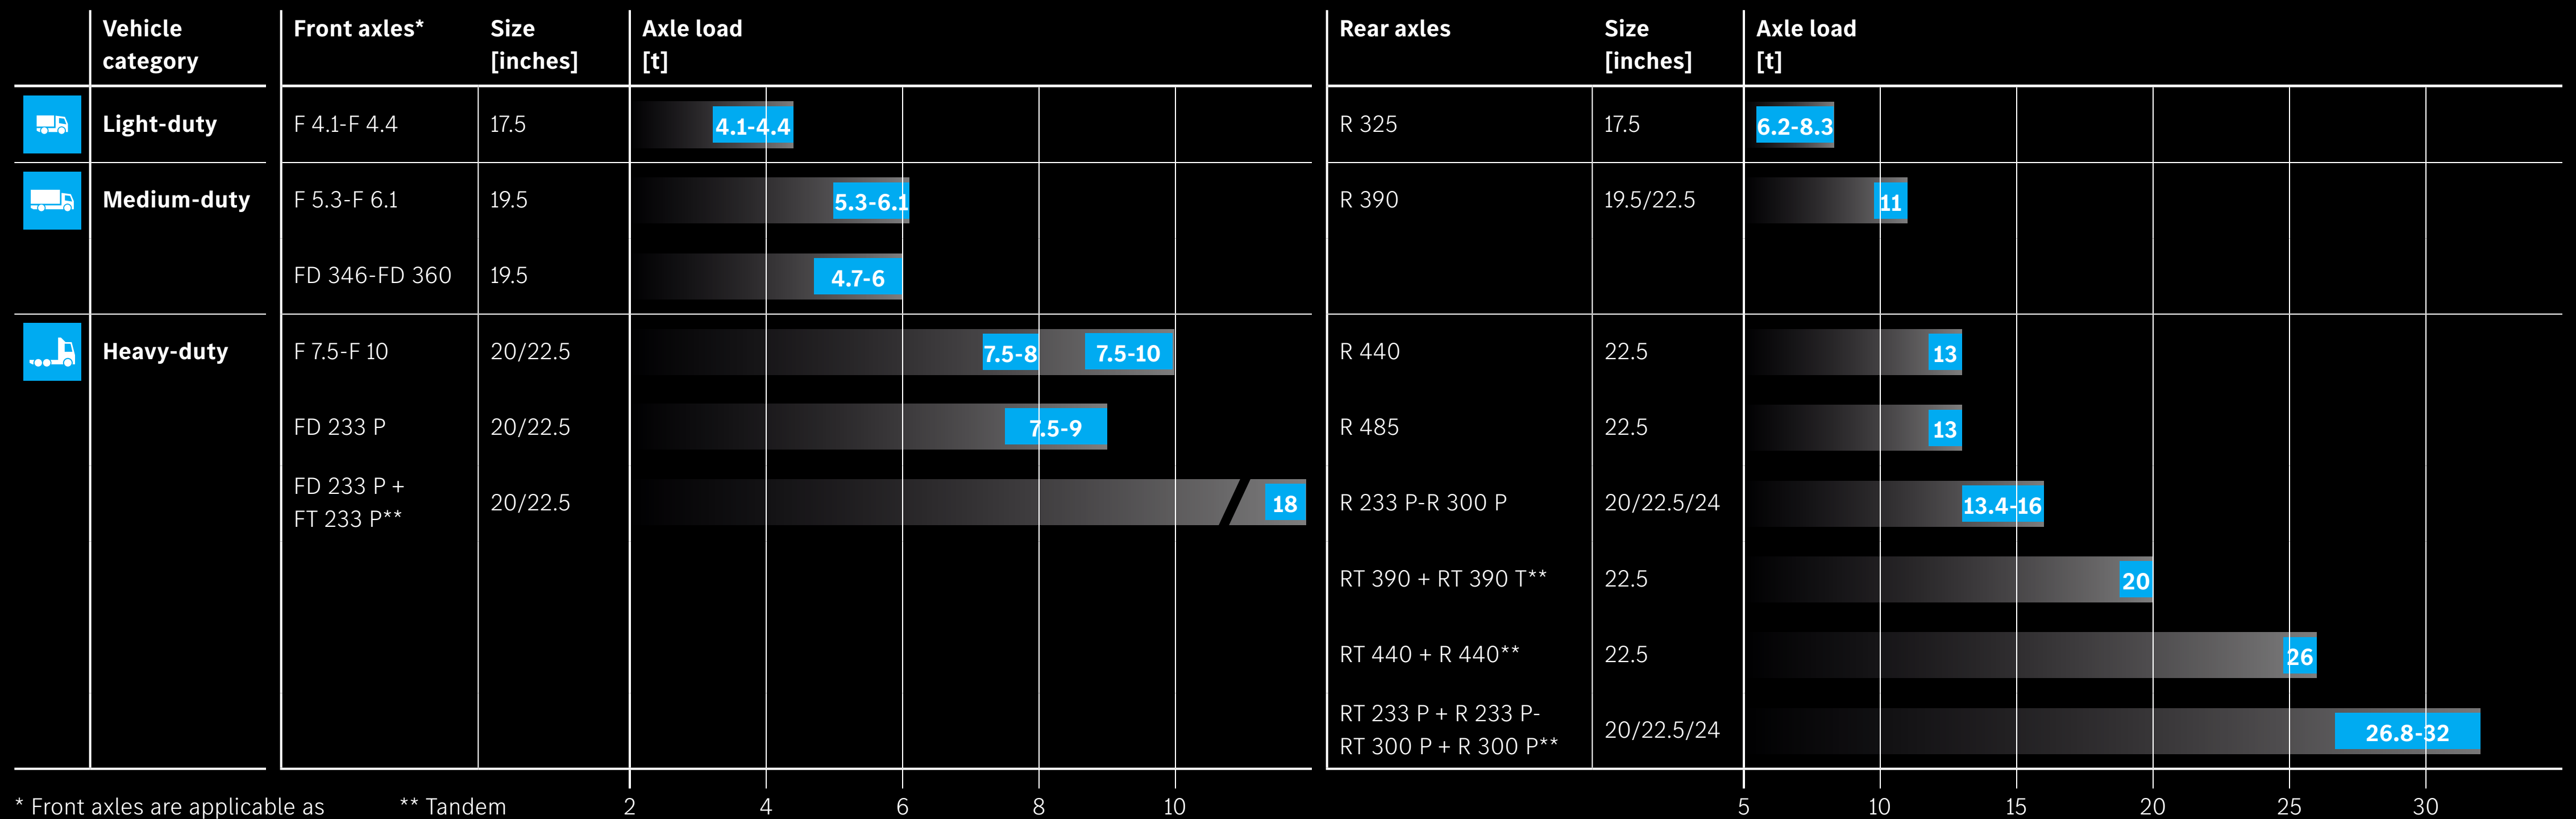 Vehicle category
Front axles*
Size [inches]
Axle load [t]
Rear axles
Size [inches]
Axle load [t]
Light-duty
F 4.1-F 4.4
17.5
4.1-4.4
R 325
17.5
6.2-8.3
Medium-duty
F 5.3-F 6.1
19.5
5.3-6.1
R 390
19.5/22.5
11
FD 346-FD 360
19.5
4.7-6
Heavy-duty
F 7.5-F 10
20/22.5
7.5-8
7.5-10
R 440
22.5
13
FD 233 P
20/22.5
7.5-9
R 485
22.5
13
FD 233 P +
FT 233 P**
20/22.5
18
R 233 P-R 300 P
20/22.5/24
13.4-16
RT 390 + RT 390 T**
22.5
20
RT 440 + R 440**
22.5
26
RT 233 P + R 233 P-
RT 300 P + R 300 P**
20/22.5/24
26.8-32
* Front axles are applicable as
** Tandem
2 4 6 8 10
5 10 15 20 25 30